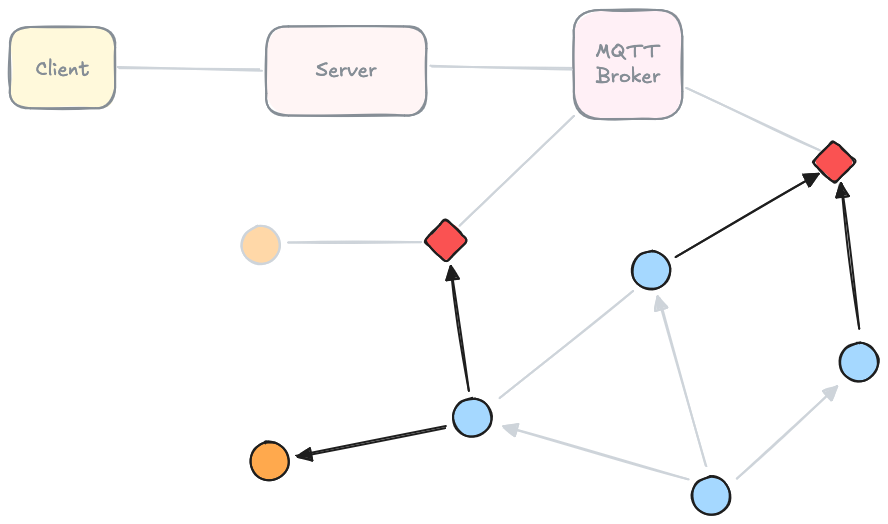 Client
Server
MQTT
Broker